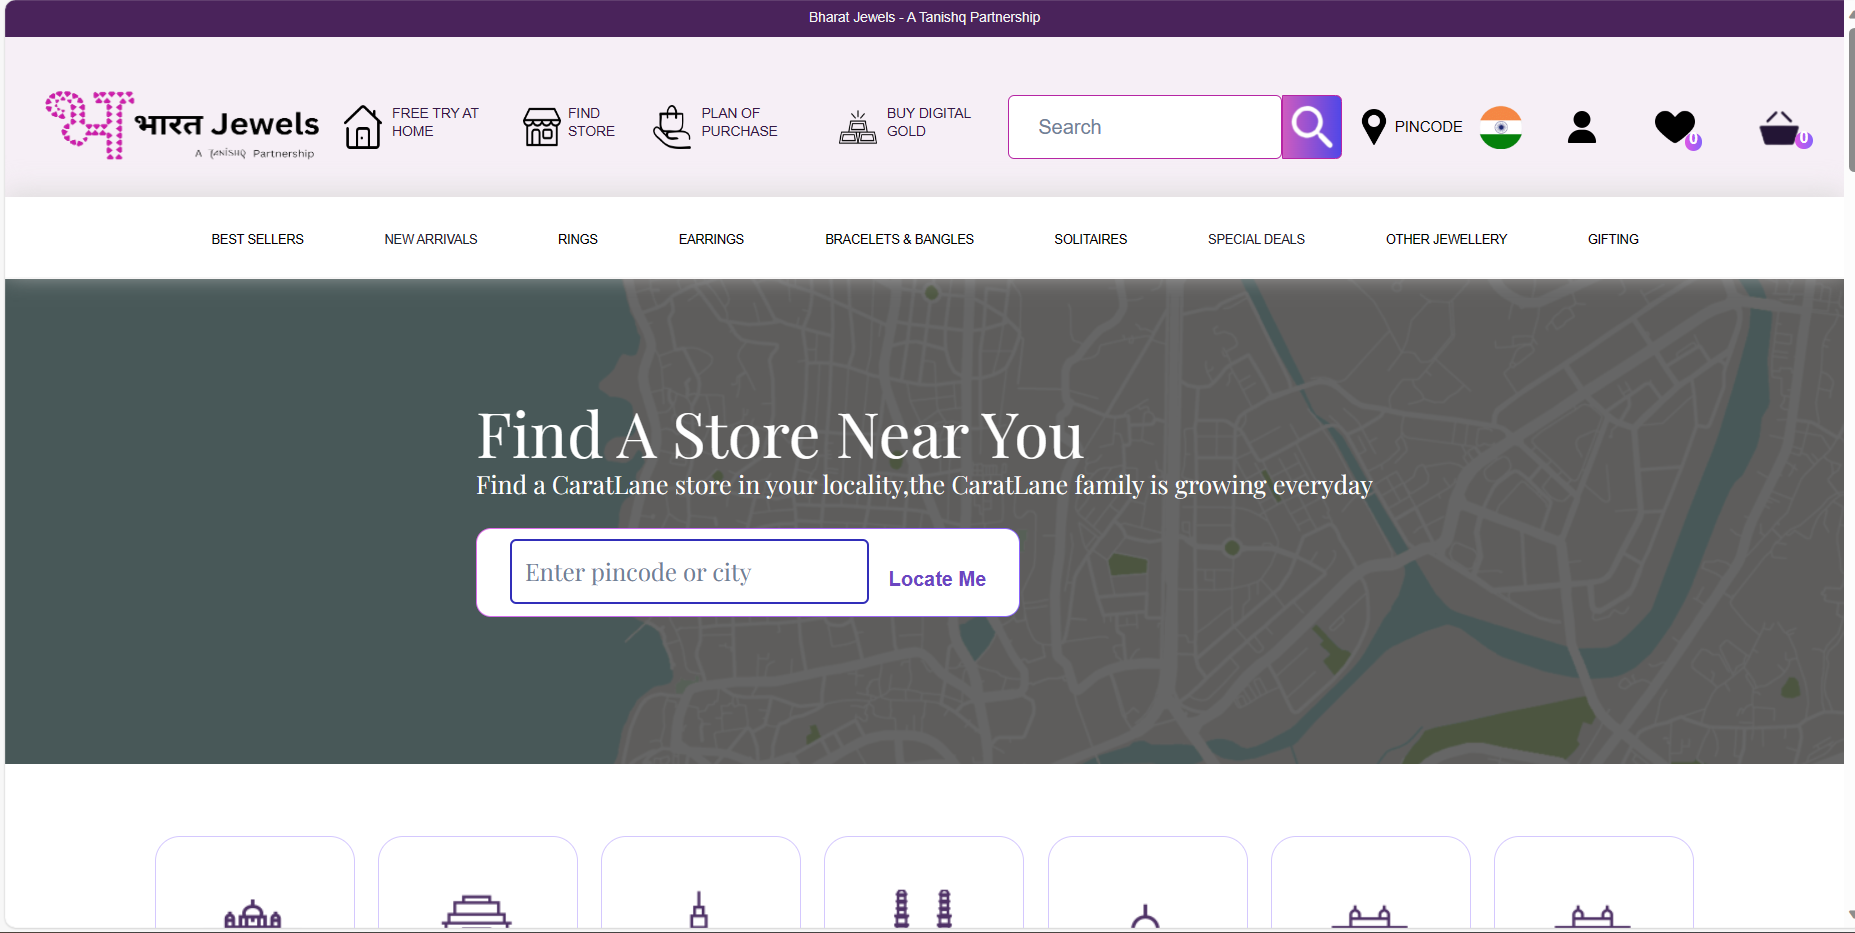 Bharat Jewels - A Tanishq Partnership
भारत Jewels
A TANISHQ Partnership
FREE TRY AT
HOME
FIND
STORE
PLAN OF
PURCHASE
BUY DIGITAL
GOLD
Search
PINCODE
0
0
BEST SELLERS
NEW ARRIVALS
RINGS
EARRINGS
BRACELETS & BANGLES
SOLITAIRES
SPECIAL DEALS
OTHER JEWELLERY
GIFTING
Find A Store Near You
Find a CaratLane store in your locality,the CaratLane family is growing everyday
Enter pincode or city
Locate Me